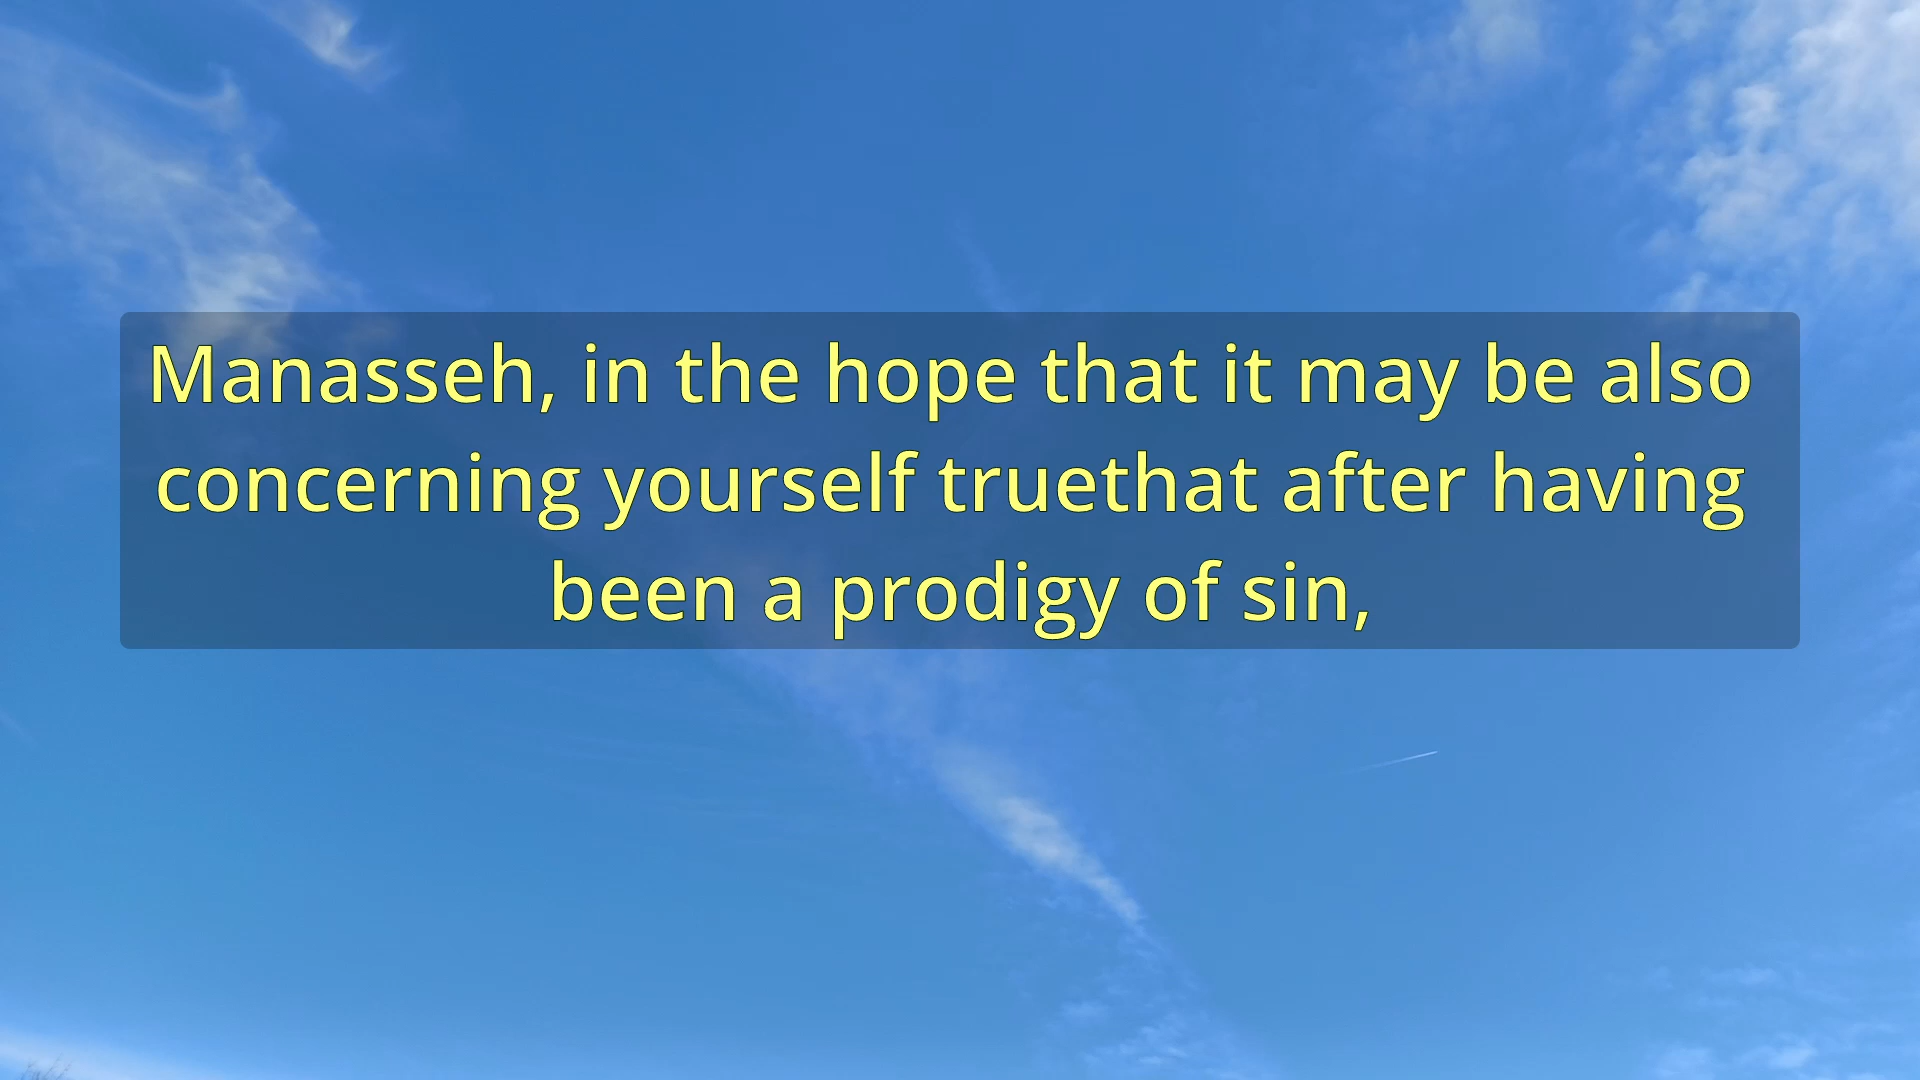 Manasseh, in the hope that it may be also
concerning yourself truethat after having
been a prodigy of sin,